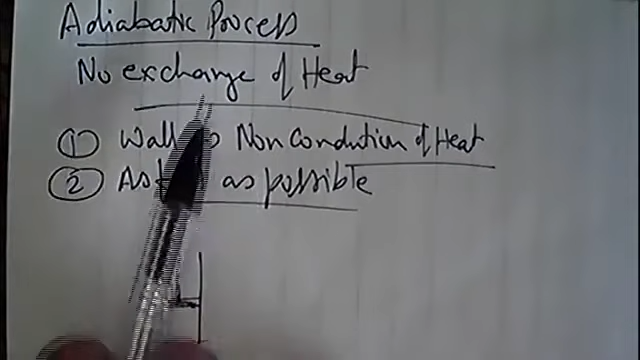 Adiabatic Process
No exchange of Heat
① Wall Non Conduction of Heat
② As as possible